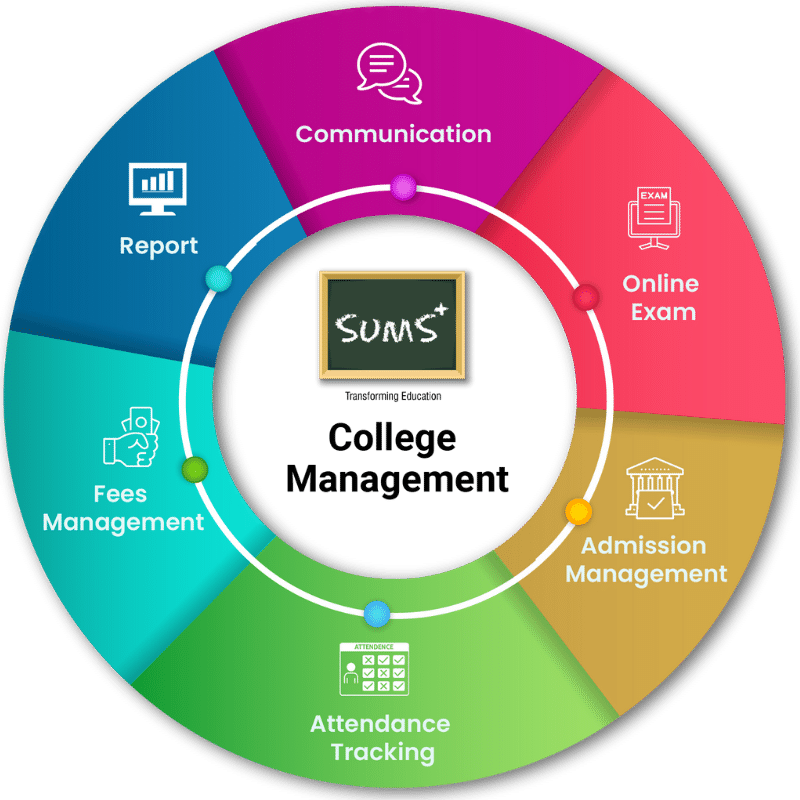 Communication
EXAM
Online
Exam
Admission
Management
ATTENDENCE
Attendance
Tracking
Fees
Management
Report
SUMS+
Transforming Education
College
Management